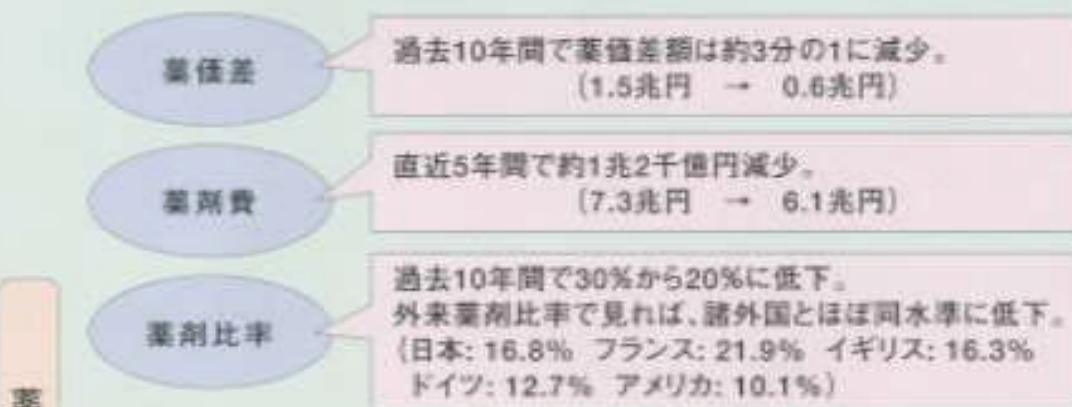 薬価差
過去10年間で薬価差額は約3分の1に減少。
(1.5兆円 → 0.6兆円)
薬剤費
直近5年間で約1兆2千億円減少。
(7.3兆円 → 6.1兆円)
薬剤比率
過去10年間で30%から20%に低下。
外来薬剤比率で見れば、諸外国とほぼ同水準に低下。
(日本: 16.8% フランス: 21.9% イギリス: 16.3%
ドイツ: 12.7% アメリカ: 10.1%)
薬